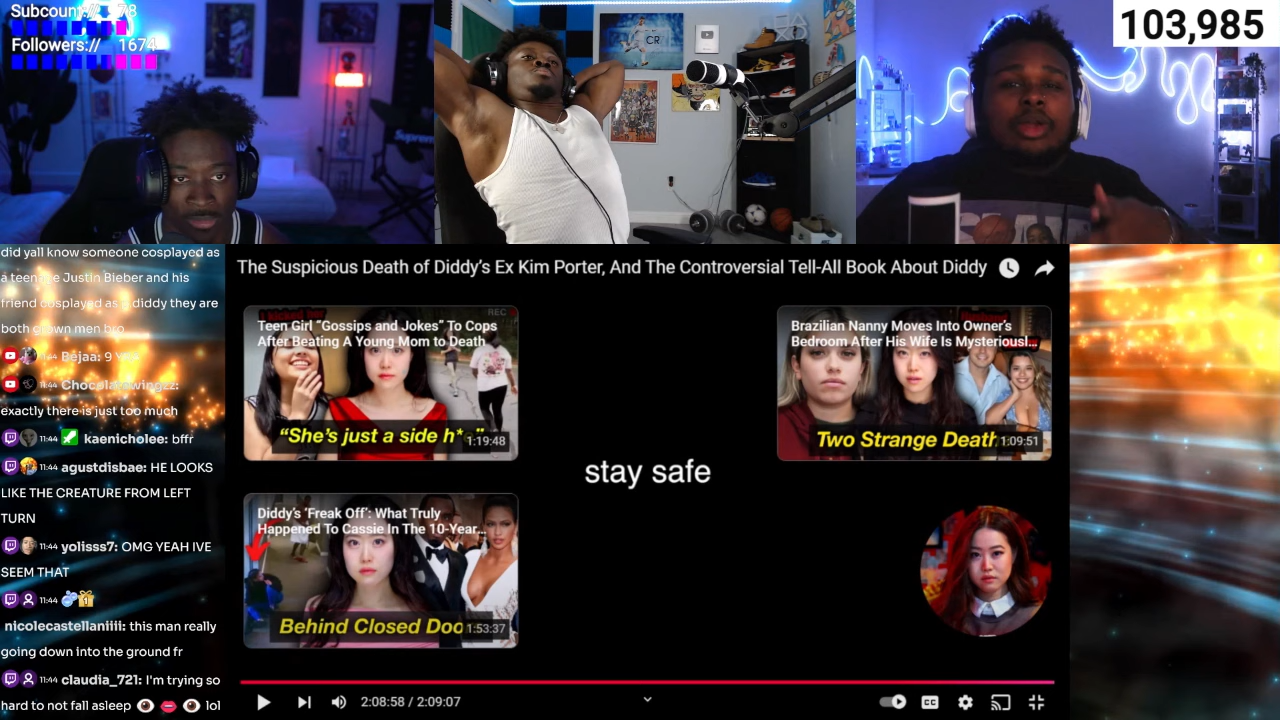 Subcount// 78
Followers// 1674
103,985
did yall know someone cosplayed as
a teenage Justin Bieber and his
friend cosplayed as diddy they are
both grown men bro
11:44 Bejaa: 9
11:44
exactly there is just too much
11:44 kaenicholee: bffr
11:44 agustdisbae: HE LOOKS
LIKE THE CREATURE FROM LEFT
TURN
11:44 yolisss7: OMG YEAH IVE
SEEM THAT
11:44
nicolecastellaniiii: this man really
going down into the ground fr
11:44 claudia_721: I'm trying so
hard to not fall asleep 👁️ 👄 👁️ lol
The Suspicious Death of Diddy's Ex Kim Porter, And The Controversial Tell-All Book About Diddy
REC
Teen Girl “Gossips and Jokes” To Cops
After Beating A Young Mom to Death
“She's just a side h*
1:19:48
Brazilian Nanny Moves Into Owner's
Bedroom After His Wife Is Mysteriousl...
Two Strange Death
1:09:51
stay safe
Diddy's ‘Freak Off’: What Truly
Happened To Cassie In The 10-Year...
Behind Closed Doo
1:53:37
2:08:58 / 2:09:07
CC
Supreme
CR